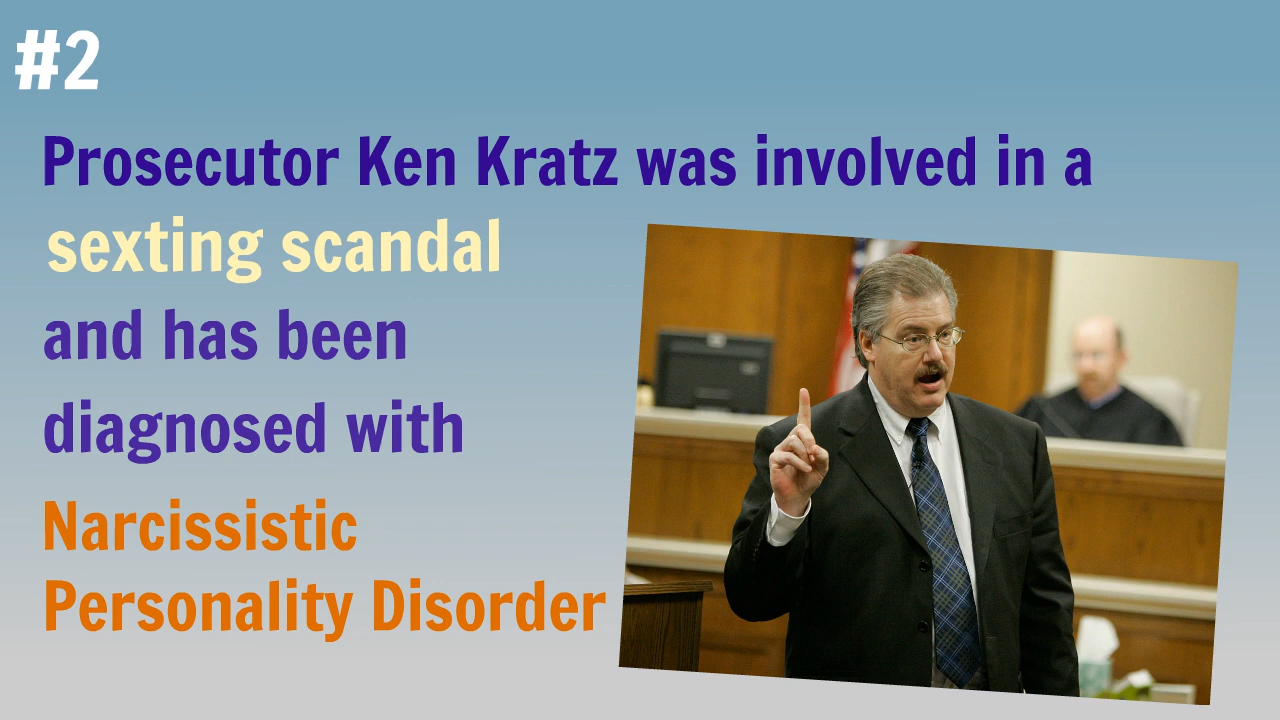 #2
Prosecutor Ken Kratz was involved in a
sexting scandal
and has been
diagnosed with
Narcissistic
Personality Disorder